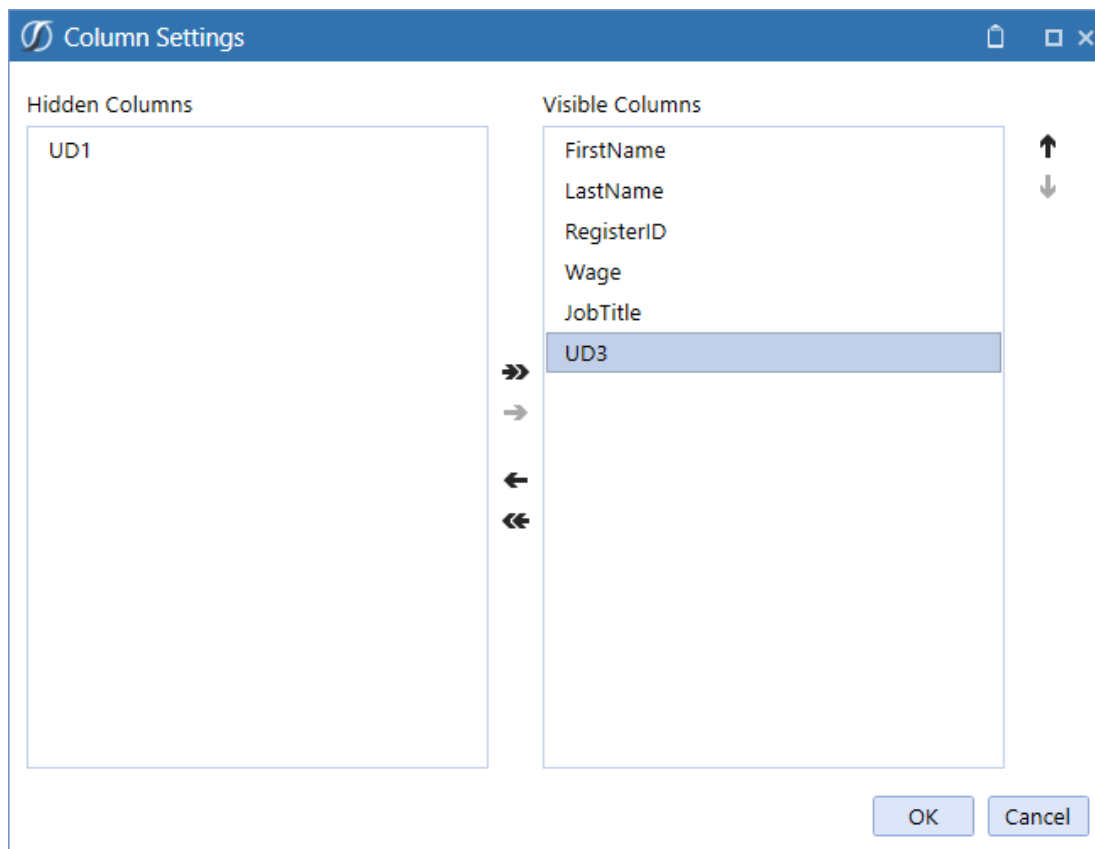 Column Settings
Hidden Columns
UD1
Visible Columns
FirstName
LastName
RegisterID
Wage
JobTitle
UD3
OK
Cancel